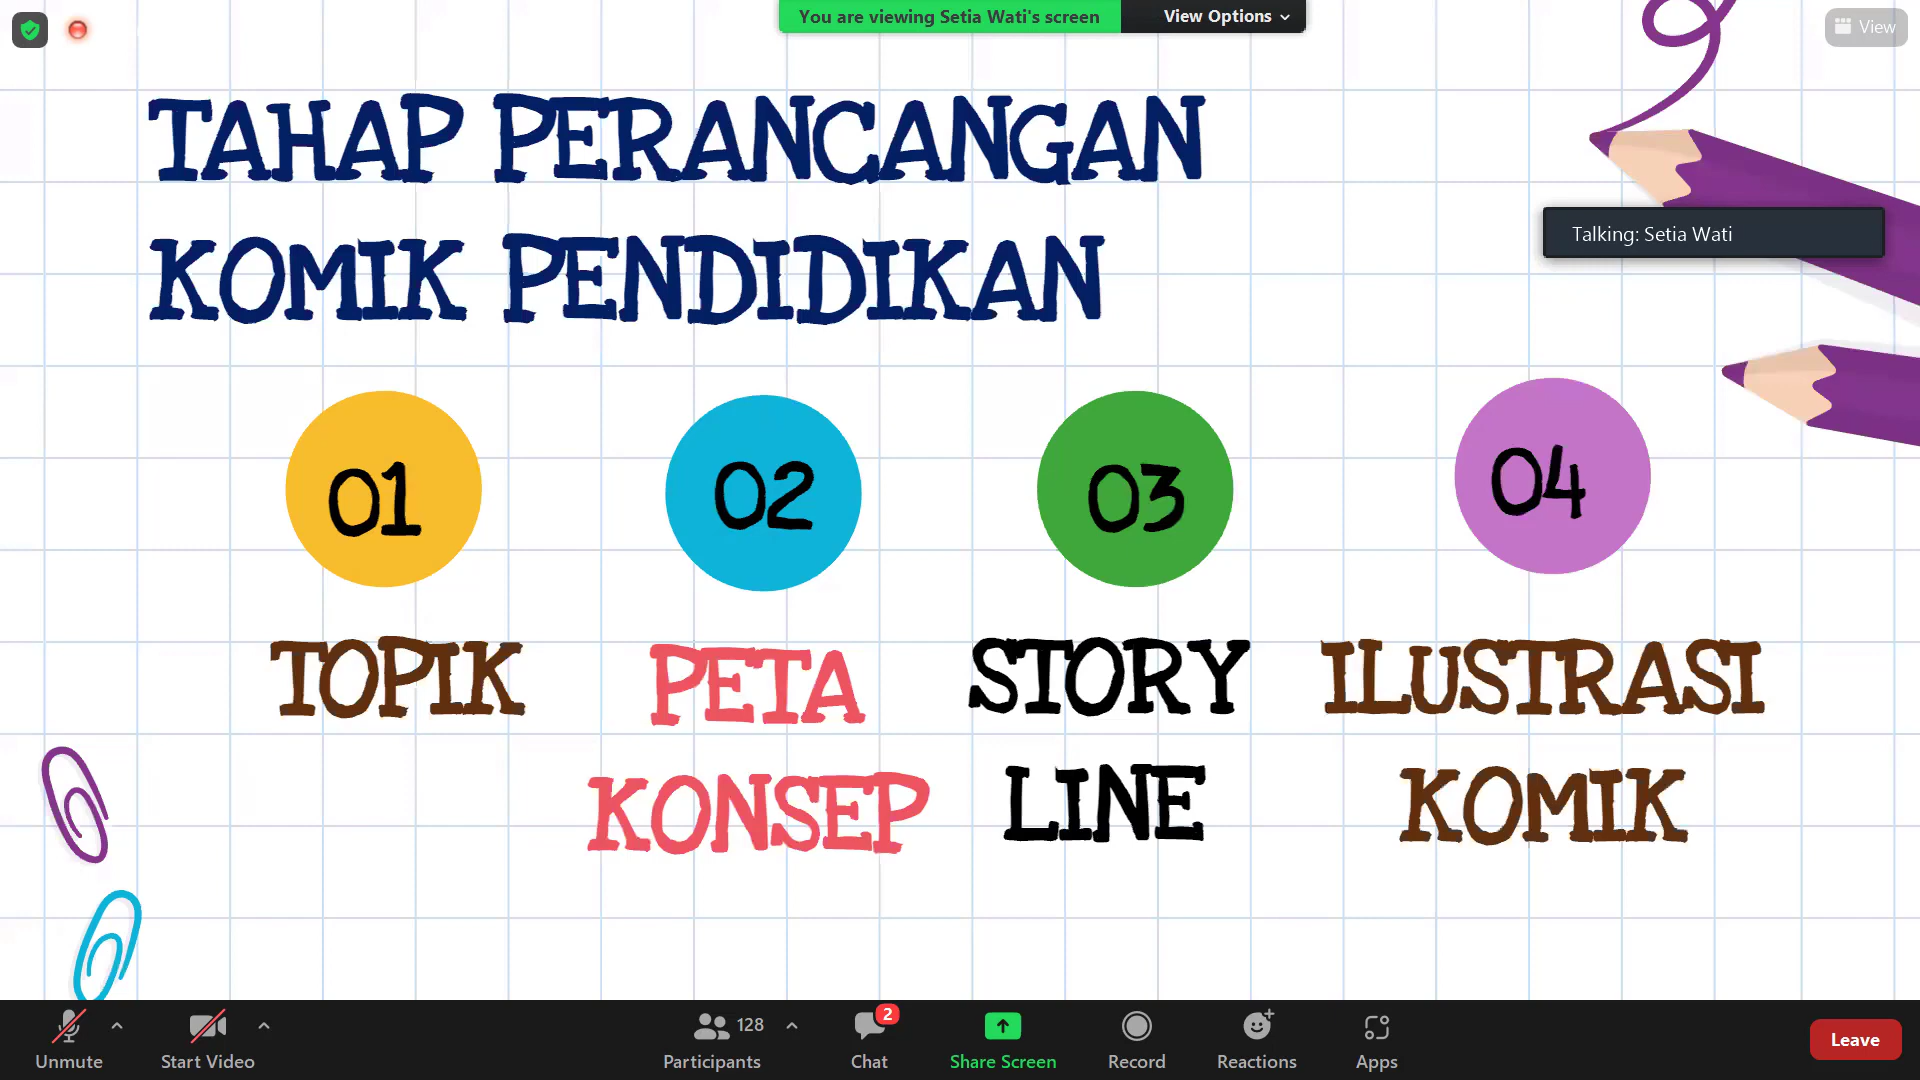 You are viewing Setia Wati's screen
View Options
View
TAHAP PERANCANGAN
KOMIK PENDIDIKAN
Talking: Setia Wati
01
02
03
04
TOPIK
PETA
KONSEP
STORY
LINE
ILUSTRASI
KOMIK
Unmute
Start Video
128
Participants
2
Chat
Share Screen
Record
Reactions
Apps
Leave